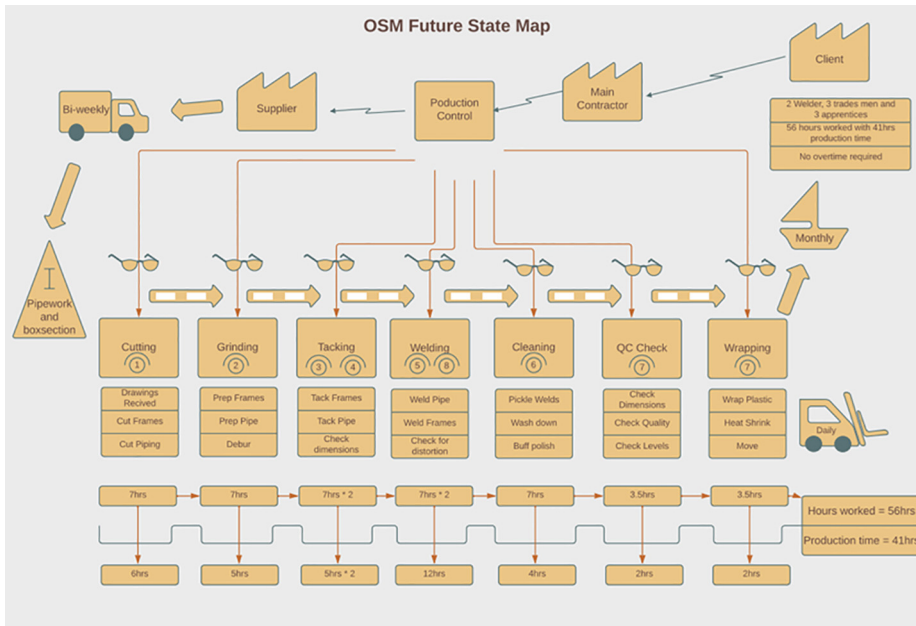 OSM Future State Map
Client
Main
Contractor
Poduction
Control
Supplier
Bi-weekly
2 Welder, 3 trades men and
3 apprentices
56 hours worked with 41hrs
production time
No overtime required
Monthly
Pipework
and
boxsection
Cutting
1
Grinding
2
Tacking
3 4
Welding
5 8
Cleaning
6
QC Check
7
Wrapping
7
Drawings
Recived
Cut Frames
Cut Piping
Prep Frames
Prep Pipe
Debur
Tack Frames
Tack Pipe
Check
dimensions
Weld Pipe
Weld Frames
Check for
distortion
Pickle Welds
Wash down
Buff polish
Check
Dimensions
Check Quality
Check Levels
Wrap Plastic
Heat Shrink
Move
Daily
7hrs 7hrs 7hrs * 2 7hrs * 2 7hrs 3.5hrs 3.5hrs
Hours worked = 56hrs
Production time = 41hrs
6hrs 5hrs 5hrs * 2 12hrs 4hrs 2hrs 2hrs